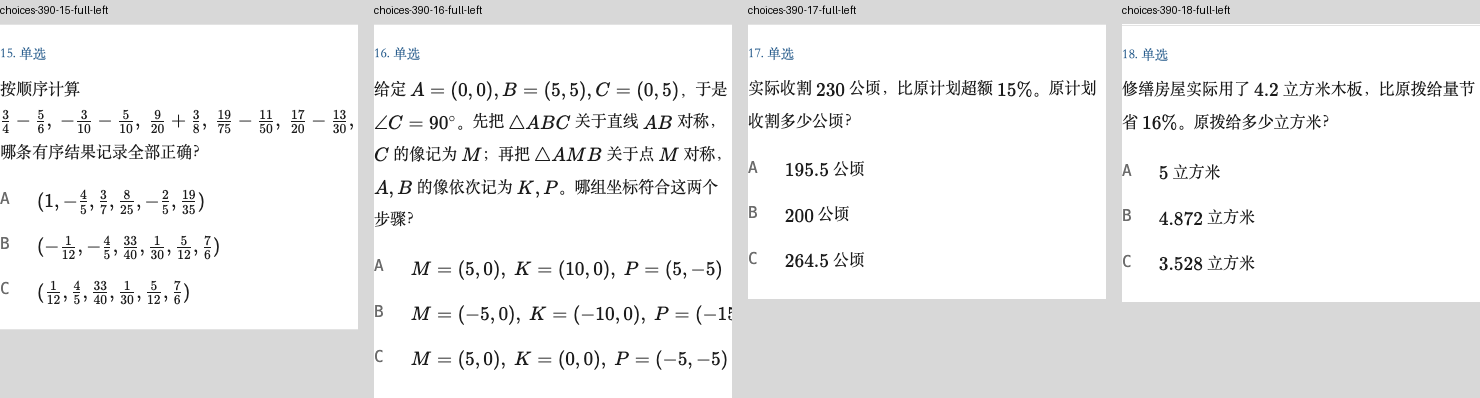 choices-390-15-full-left
15. 单选
按顺序计算
3/4 − 5/6, −3/10 − 5/10, 9/20 + 3/8, 19/75 − 11/50, 17/20 − 13/30,
哪条有序结果记录全部正确?
A (1, −4/5, 3/7, 8/25, −2/5, 19/35)
B (−1/12, −4/5, 33/40, 1/30, 5/12, 7/6)
C (1/12, 4/5, 33/40, 1/30, 5/12, 7/6)
choices-390-16-full-left
16. 单选
给定 A = (0, 0), B = (5, 5), C = (0, 5), 于是
∠C = 90°。先把 △ABC 关于直线 AB 对称,
C 的像记为 M; 再把 △AMB 关于点 M 对称,
A, B 的像依次记为 K, P。哪组坐标符合这两个
步骤?
A M = (5, 0), K = (10, 0), P = (5, −5)
B M = (−5, 0), K = (−10, 0), P = (−15
C M = (5, 0), K = (0, 0), P = (−5, −5)
choices-390-17-full-left
17. 单选
实际收割 230 公顷, 比原计划超额 15%。原计划
收割多少公顷?
A 195.5 公顷
B 200 公顷
C 264.5 公顷
choices-390-18-full-left
18. 单选
修缮房屋实际用了 4.2 立方米木板, 比原拨给量节
省 16%。原拨给多少立方米?
A 5 立方米
B 4.872 立方米
C 3.528 立方米